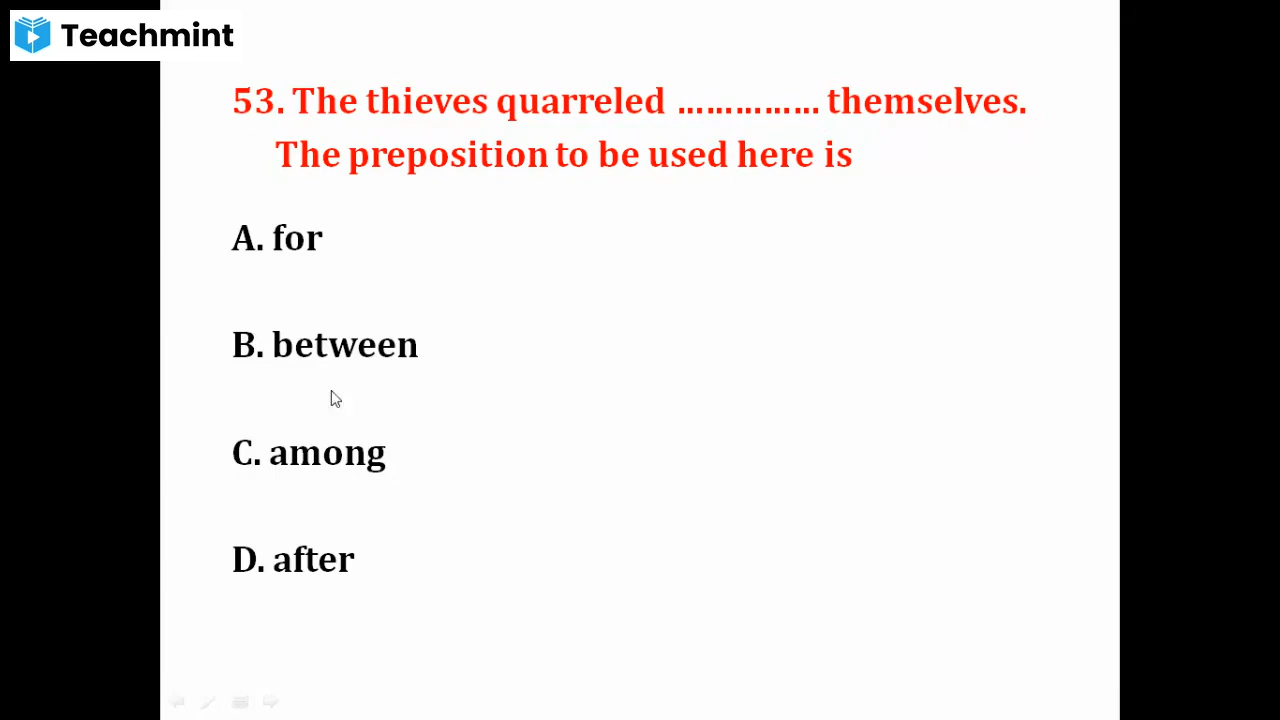 Teachmint
53. The thieves quarreled ............... themselves.
The preposition to be used here is
A. for
B. between
C. among
D. after